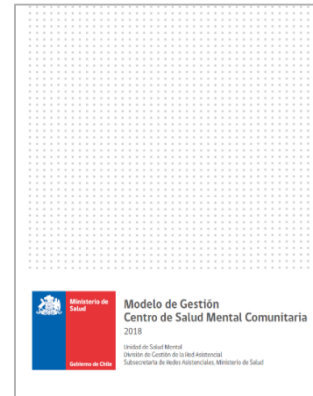 Ministerio de
Salud
Gobierno de Chile
Modelo de Gestión
Centro de Salud Mental Comunitaria
2018
Unidad de Salud Mental
División de Gestión de la Red Asistencial
Subsecretaría de Redes Asistenciales, Ministerio de Salud